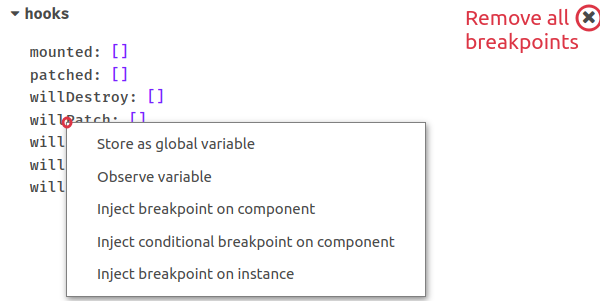 hooks
Remove all
breakpoints
mounted: []
patched: []
willDestroy: []
willPatch: []
will
will
will
Store as global variable
Observe variable
Inject breakpoint on component
Inject conditional breakpoint on component
Inject breakpoint on instance